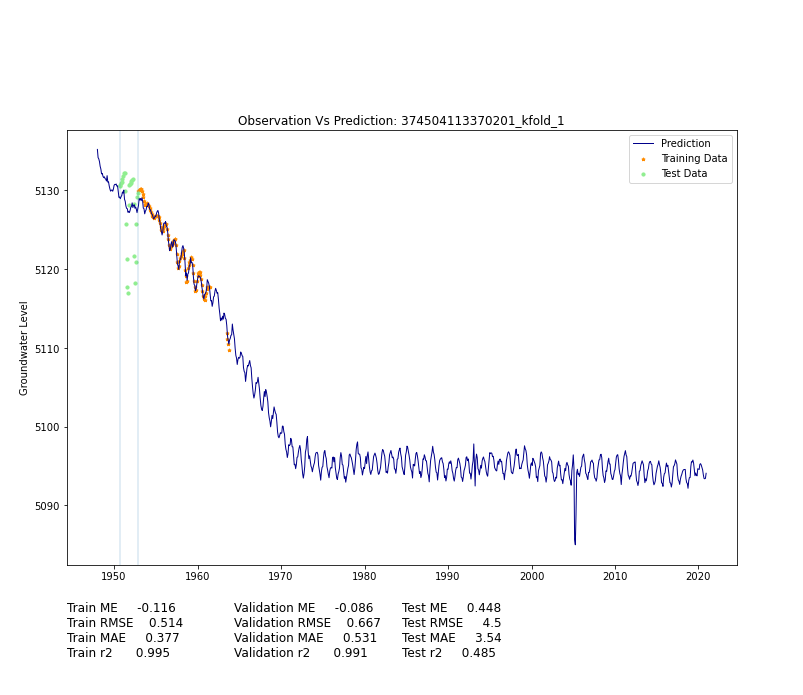 Observation Vs Prediction: 374504113370201_kfold_1
Prediction
Training Data
Test Data
5130
5120
5110
5100
5090
Groundwater Level
1950 1960 1970 1980 1990 2000 2010 2020
Train ME -0.116 Validation ME -0.086 Test ME 0.448
Train RMSE 0.514 Validation RMSE 0.667 Test RMSE 4.5
Train MAE 0.377 Validation MAE 0.531 Test MAE 3.54
Train r2 0.995 Validation r2 0.991 Test r2 0.485